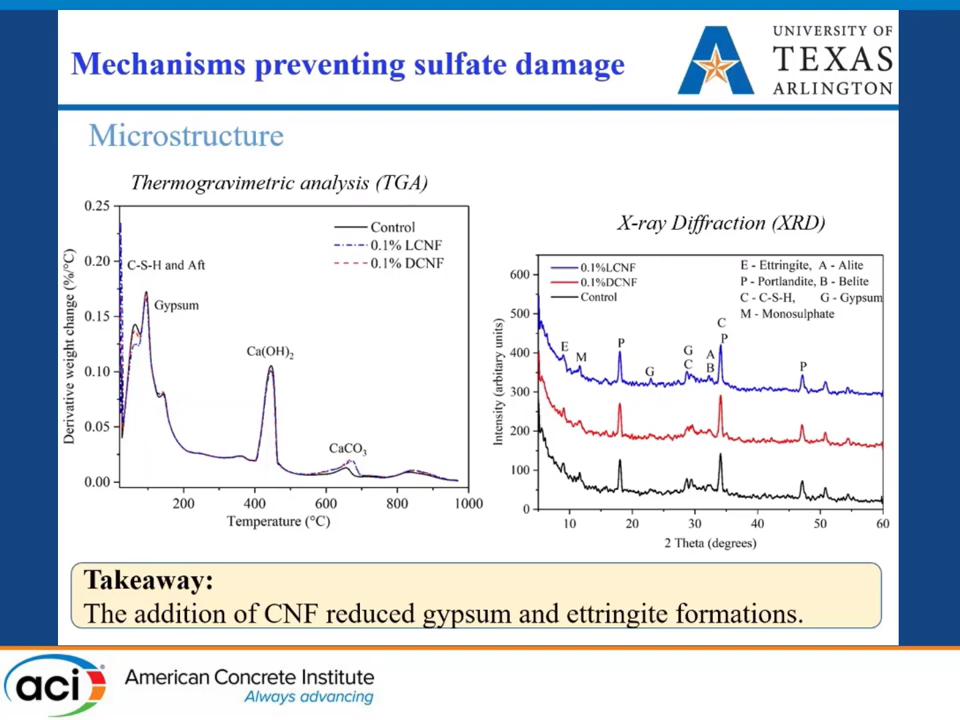 Mechanisms preventing sulfate damage
UNIVERSITY OF
TEXAS
ARLINGTON
Microstructure
Thermogravimetric analysis (TGA)
0.25
0.20
0.15
0.10
0.05
0.00
Derivative weight change (%/°C)
Control
0.1% LCNF
0.1% DCNF
C-S-H and Aft
Gypsum
Ca(OH)2
CaCO3
200 400 600 800 1000
Temperature (°C)
X-ray Diffraction (XRD)
600
500
400
300
200
100
0
Intensity (arbitary units)
0.1%LCNF
0.1%DCNF
Control
E - Ettringite, A - Alite
P - Portlandite, B - Belite
C - C-S-H, G - Gypsum
M - Monosulphate
E
M
P
G
G
C
A
B
C
P
P
10 20 30 40 50 60
2 Theta (degrees)
Takeaway:
The addition of CNF reduced gypsum and ettringite formations.
aci
American Concrete Institute
Always advancing